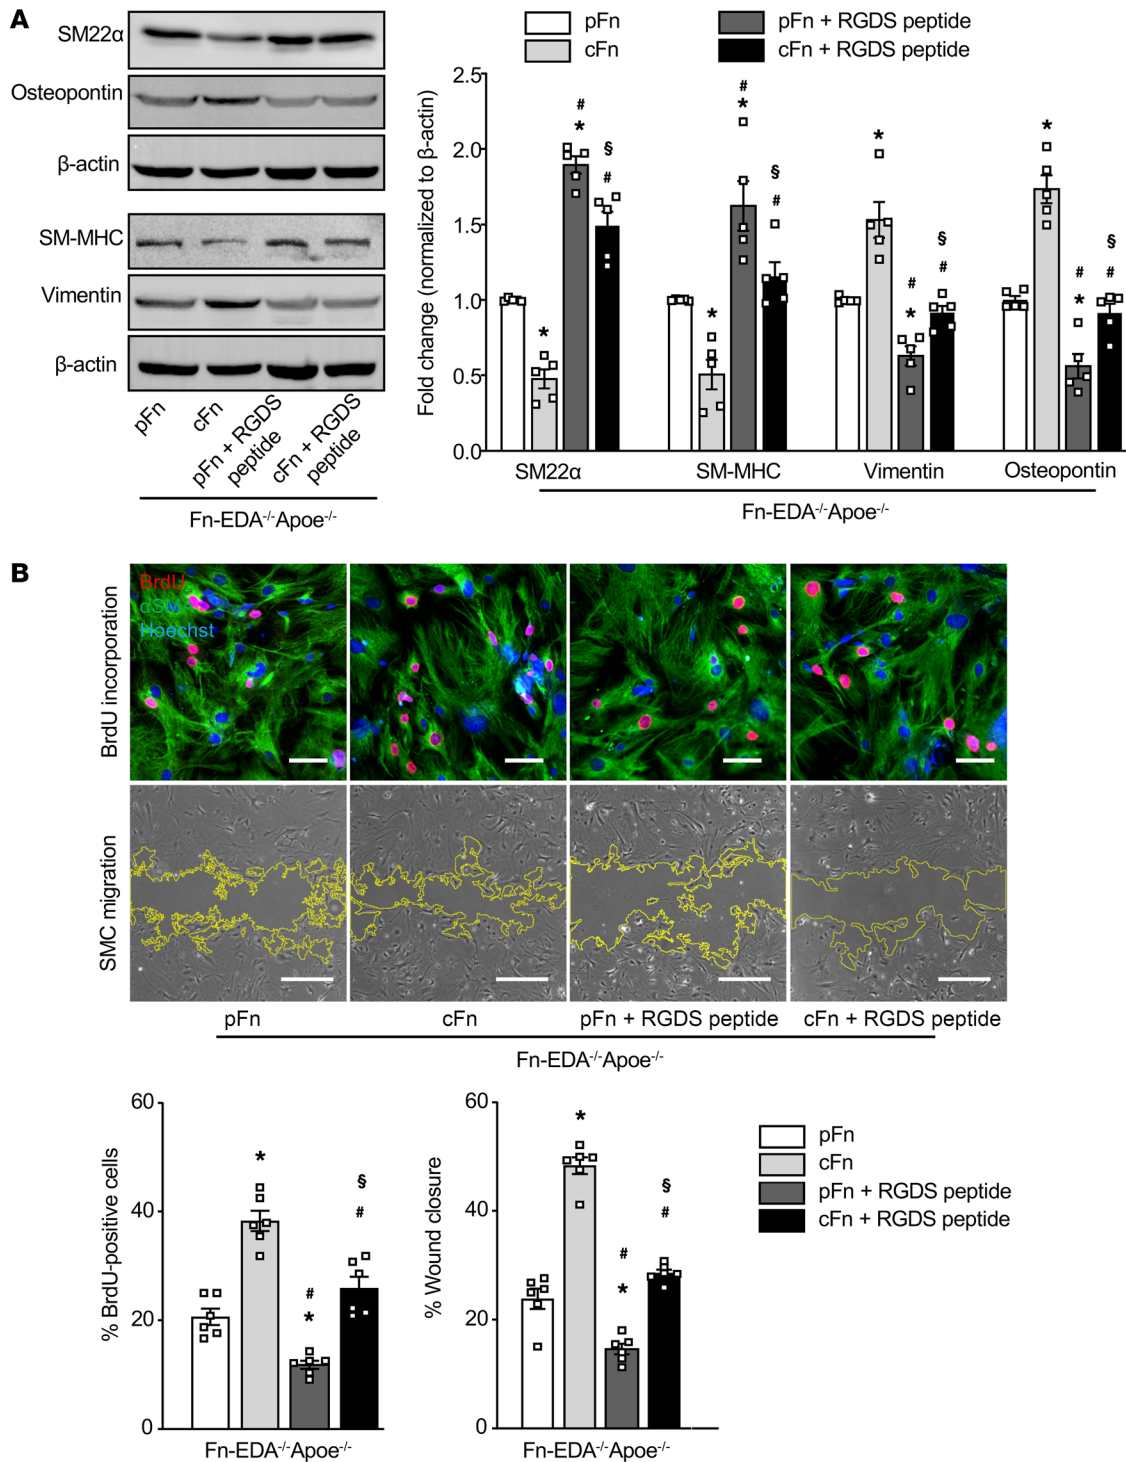 A
SM22α
Osteopontin
β-actin
SM-MHC
Vimentin
β-actin
pFn
cFn
pFn + RGDS peptide
cFn + RGDS peptide
Fn-EDA-/-Apoe-/-
pFn
cFn
pFn + RGDS peptide
cFn + RGDS peptide
Fold change (normalized to β-actin)
2.5
2.0
1.5
1.0
0.5
0.0
# * § #
# * § #
* # * § #
* # * § #
* *
SM22α SM-MHC Vimentin Osteopontin
Fn-EDA-/-Apoe-/-
B
BrdU incorporation
BrdU
αSMA
Hoechst
SMC migration
pFn cFn pFn + RGDS peptide cFn + RGDS peptide
Fn-EDA-/-Apoe-/-
% BrdU-positive cells
60
40
20
0
* # * § #
Fn-EDA-/-Apoe-/-
% Wound closure
60
40
20
0
* # * § #
Fn-EDA-/-Apoe-/-
pFn
cFn
pFn + RGDS peptide
cFn + RGDS peptide